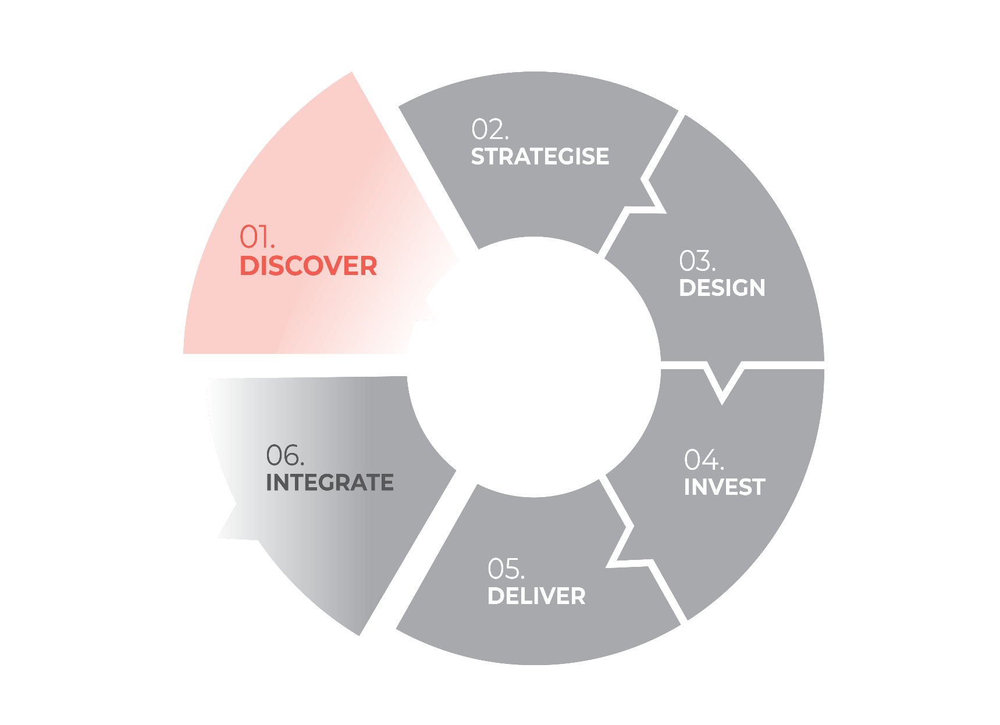 01.
DISCOVER
02.
STRATEGISE
03.
DESIGN
04.
INVEST
05.
DELIVER
06.
INTEGRATE